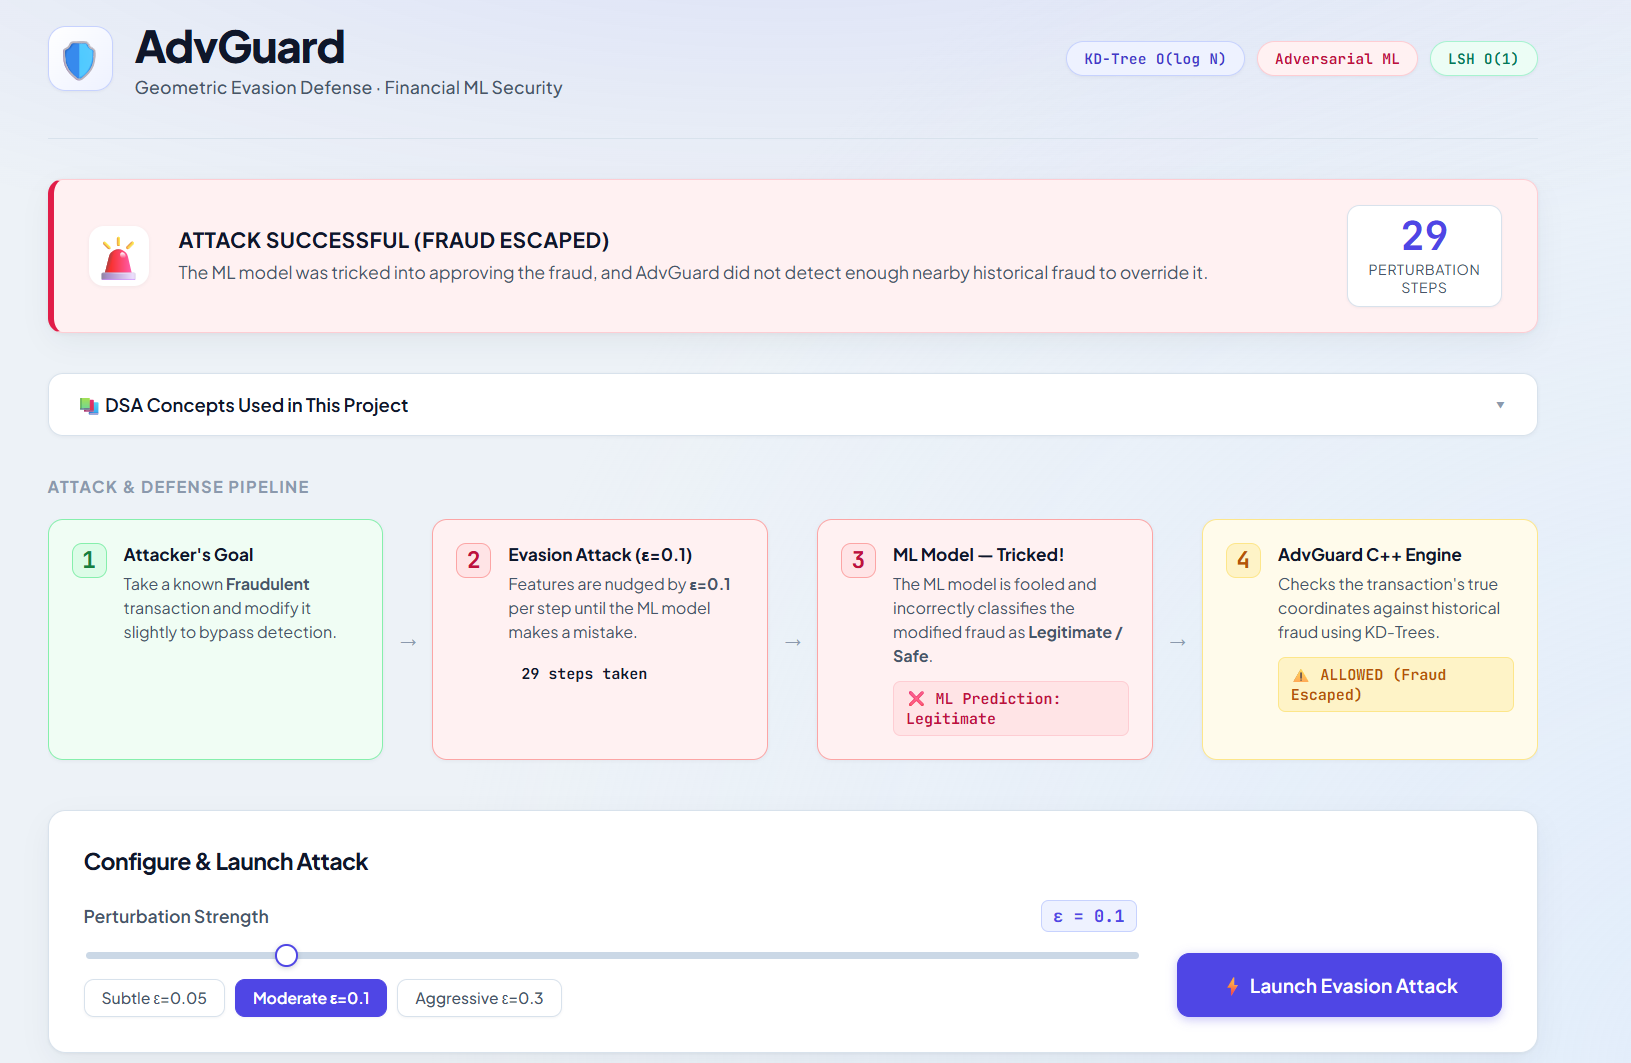 AdvGuard
Geometric Evasion Defense · Financial ML Security
KD-Tree O(log N)
Adversarial ML
LSH O(1)
ATTACK SUCCESSFUL (FRAUD ESCAPED)
The ML model was tricked into approving the fraud, and AdvGuard did not detect enough nearby historical fraud to override it.
29
PERTURBATION
STEPS
DSA Concepts Used in This Project
ATTACK & DEFENSE PIPELINE
1
Attacker's Goal
Take a known Fraudulent
transaction and modify it
slightly to bypass detection.
→
2
Evasion Attack (ε=0.1)
Features are nudged by ε=0.1
per step until the ML model
makes a mistake.
29 steps taken
→
3
ML Model — Tricked!
The ML model is fooled and
incorrectly classifies the
modified fraud as Legitimate /
Safe.
❌ ML Prediction:
Legitimate
→
4
AdvGuard C++ Engine
Checks the transaction's true
coordinates against historical
fraud using KD-Trees.
⚠️ ALLOWED (Fraud
Escaped)
Configure & Launch Attack
Perturbation Strength
ε = 0.1
Subtle ε=0.05
Moderate ε=0.1
Aggressive ε=0.3
Launch Evasion Attack